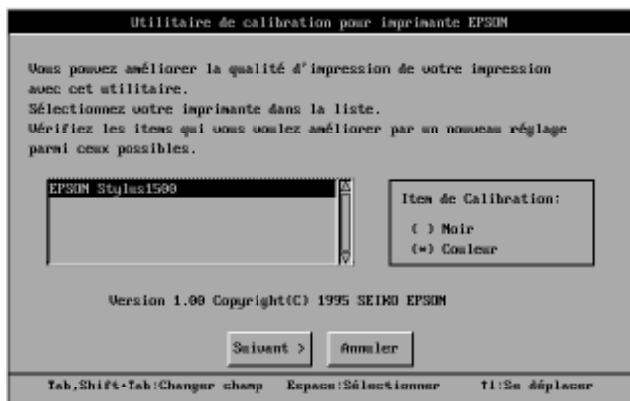 Utilitaire de calibration pour imprimante EPSON
Vous pouvez améliorer la qualité d'impression de votre impression
avec cet utilitaire.
Sélectionnez votre imprimante dans la liste.
Vérifiez les items qui vous voulez améliorer par un nouveau réglage
parmi ceux possibles.
EPSON Stylus1500
Item de Calibration:
( ) Noir
(*) Couleur
Version 1.00 Copyright(C) 1995 SEIKO EPSON
Suivant >
Annuler
Tab,Shift-Tab:Changer champ Espace:Sélectionner ↑↓:Se déplacer